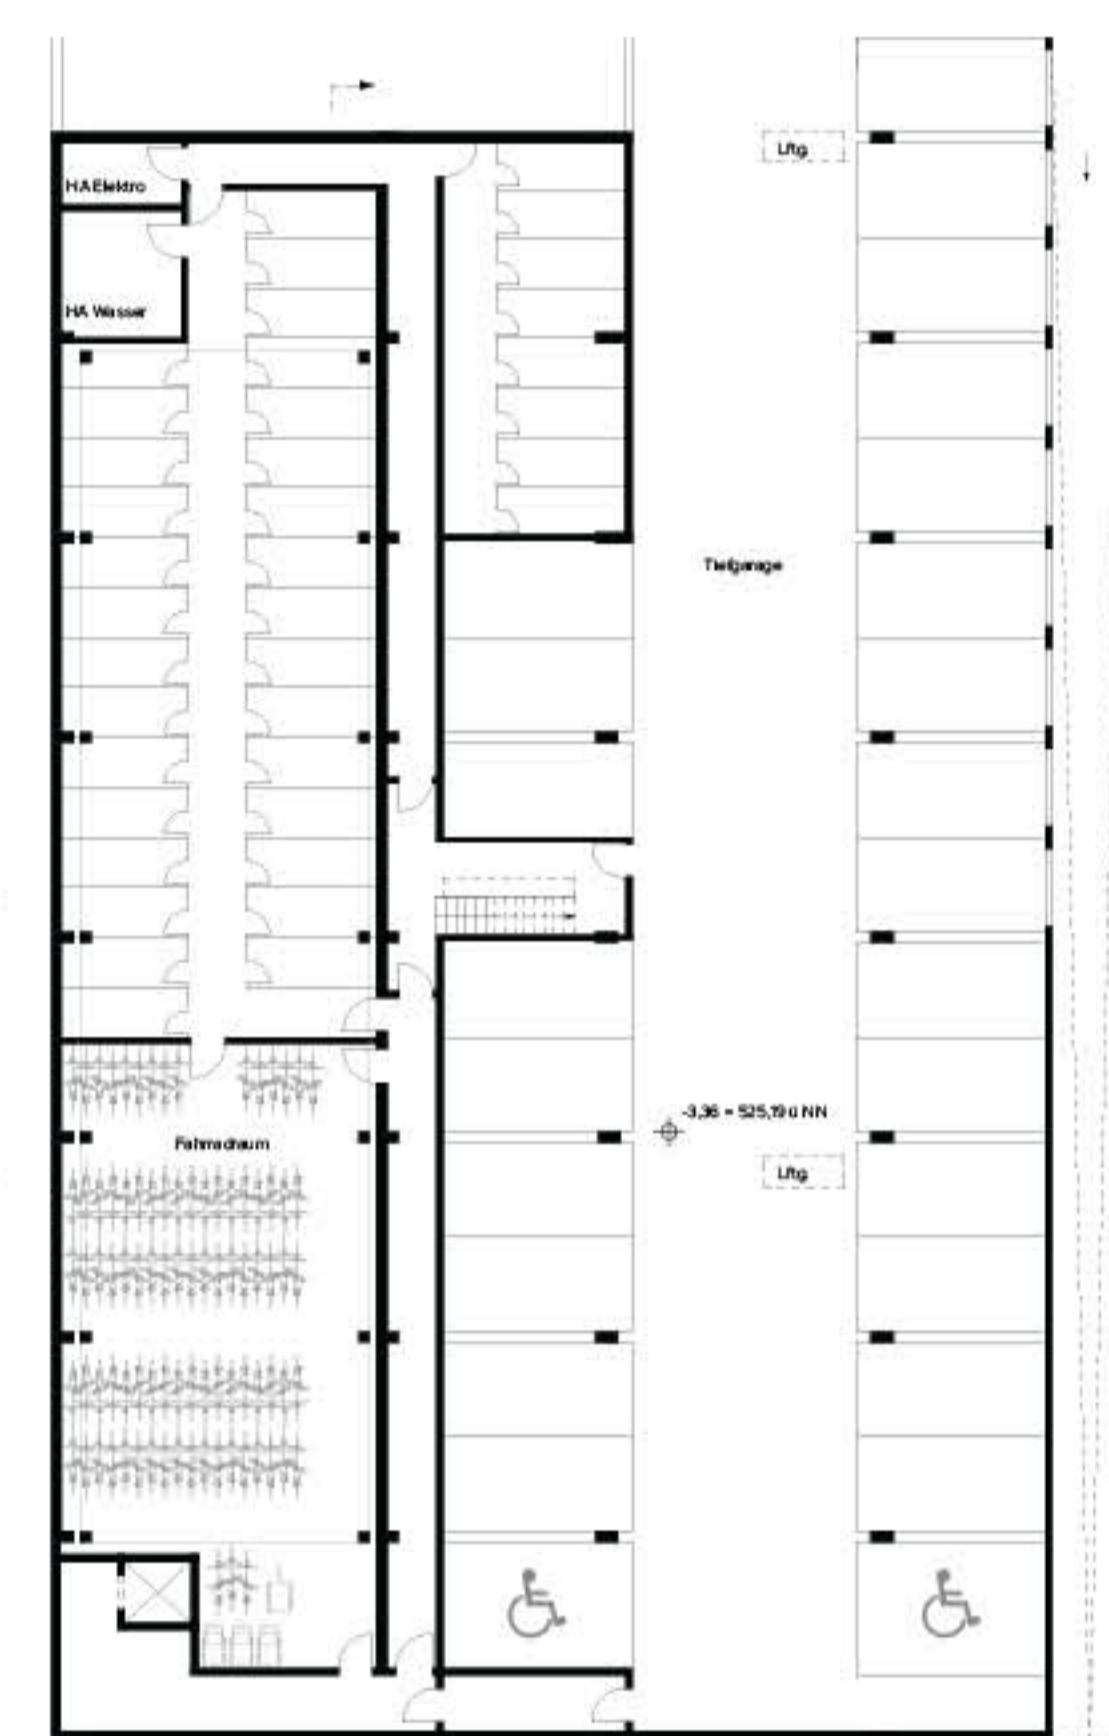 Lftg.
HA Elektro
HA Wasser
Tiefgarage
-3,36 = 525,19 ü NN
Fahrradraum
Lftg.